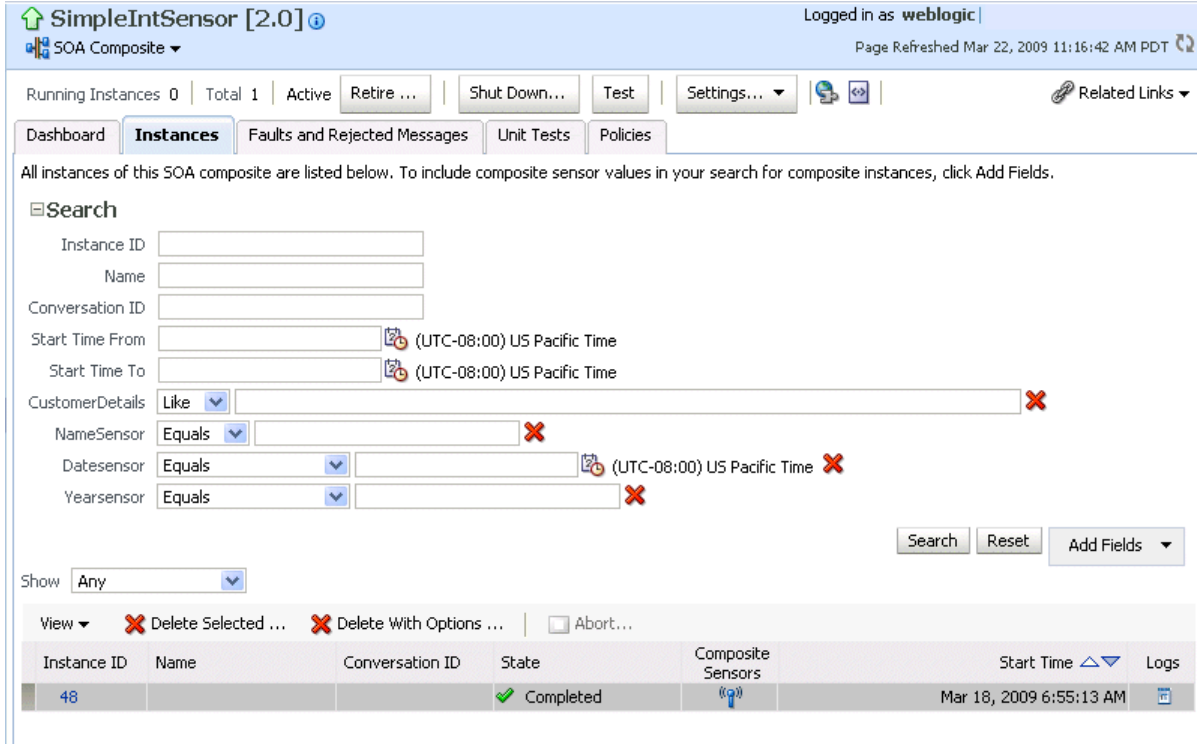 SimpleIntSensor [2.0]
Logged in as weblogic
SOA Composite
Page Refreshed Mar 22, 2009 11:16:42 AM PDT
Running Instances 0 Total 1 Active Retire ... Shut Down... Test Settings... Related Links
Dashboard Instances Faults and Rejected Messages Unit Tests Policies
All instances of this SOA composite are listed below. To include composite sensor values in your search for composite instances, click Add Fields.
Search
Instance ID
Name
Conversation ID
Start Time From (UTC-08:00) US Pacific Time
Start Time To (UTC-08:00) US Pacific Time
CustomerDetails Like
NameSensor Equals
Datesensor Equals (UTC-08:00) US Pacific Time
Yearsensor Equals
Search Reset Add Fields
Show Any
View Delete Selected ... Delete With Options ... Abort...
Instance ID Name Conversation ID State Composite Sensors Start Time Logs
48 Completed Mar 18, 2009 6:55:13 AM